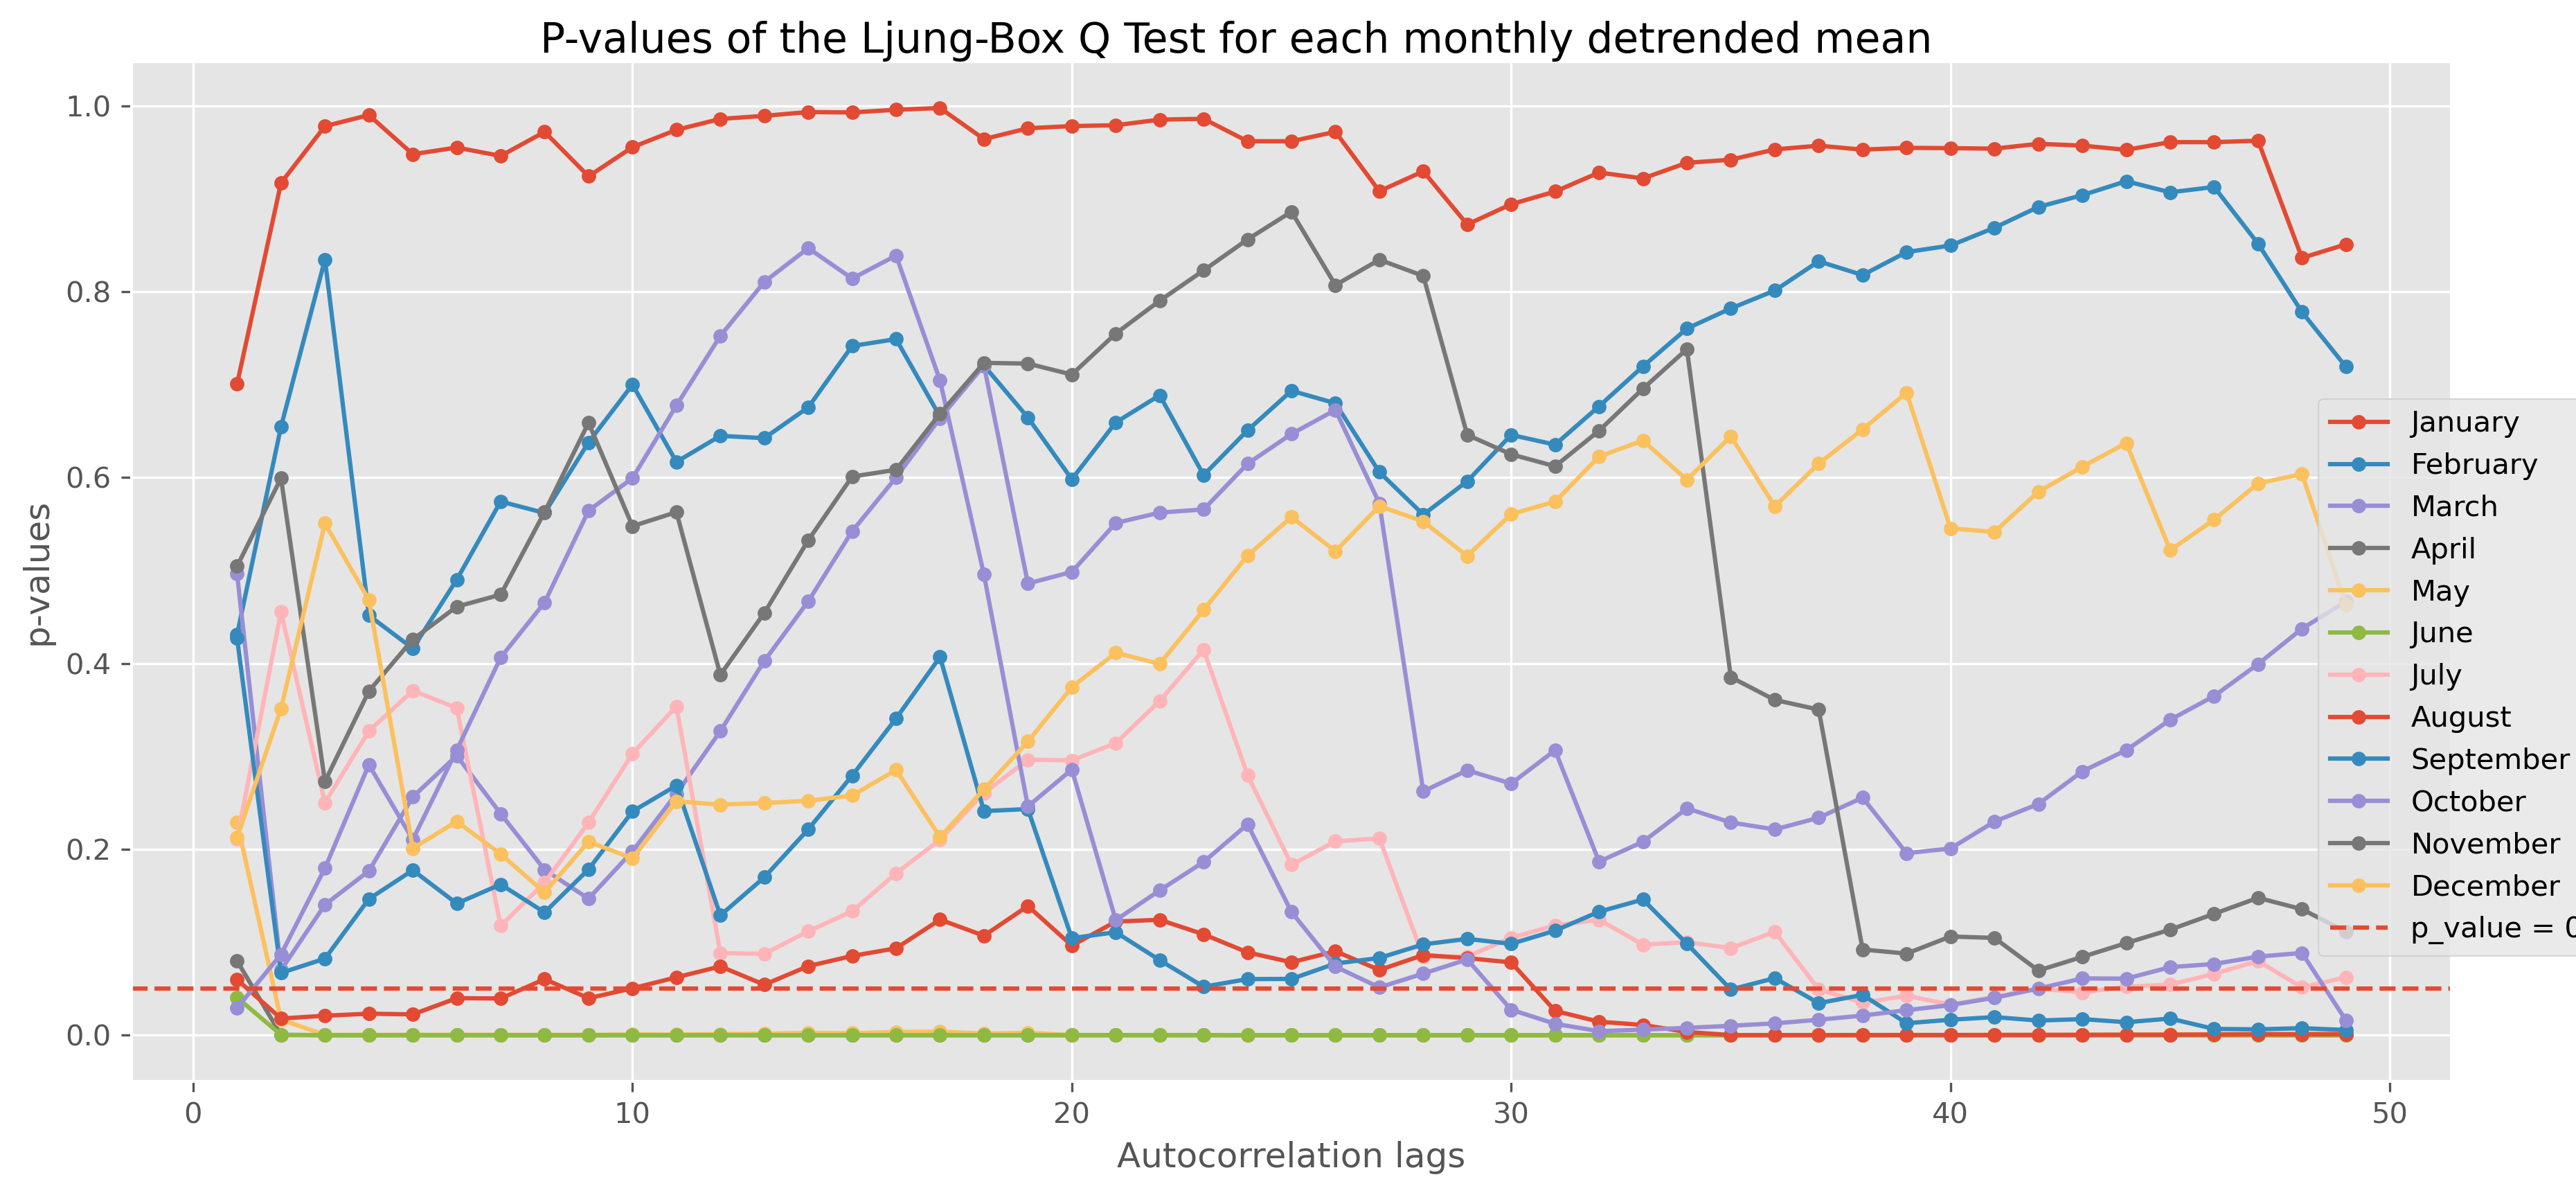 P-values of the Ljung-Box Q Test for each monthly detrended mean
1.0
0.8
0.6
0.4
0.2
0.0
p-values
0
10
20
30
40
50
Autocorrelation lags
January
February
March
April
May
June
July
August
September
October
November
December
p_value = 0